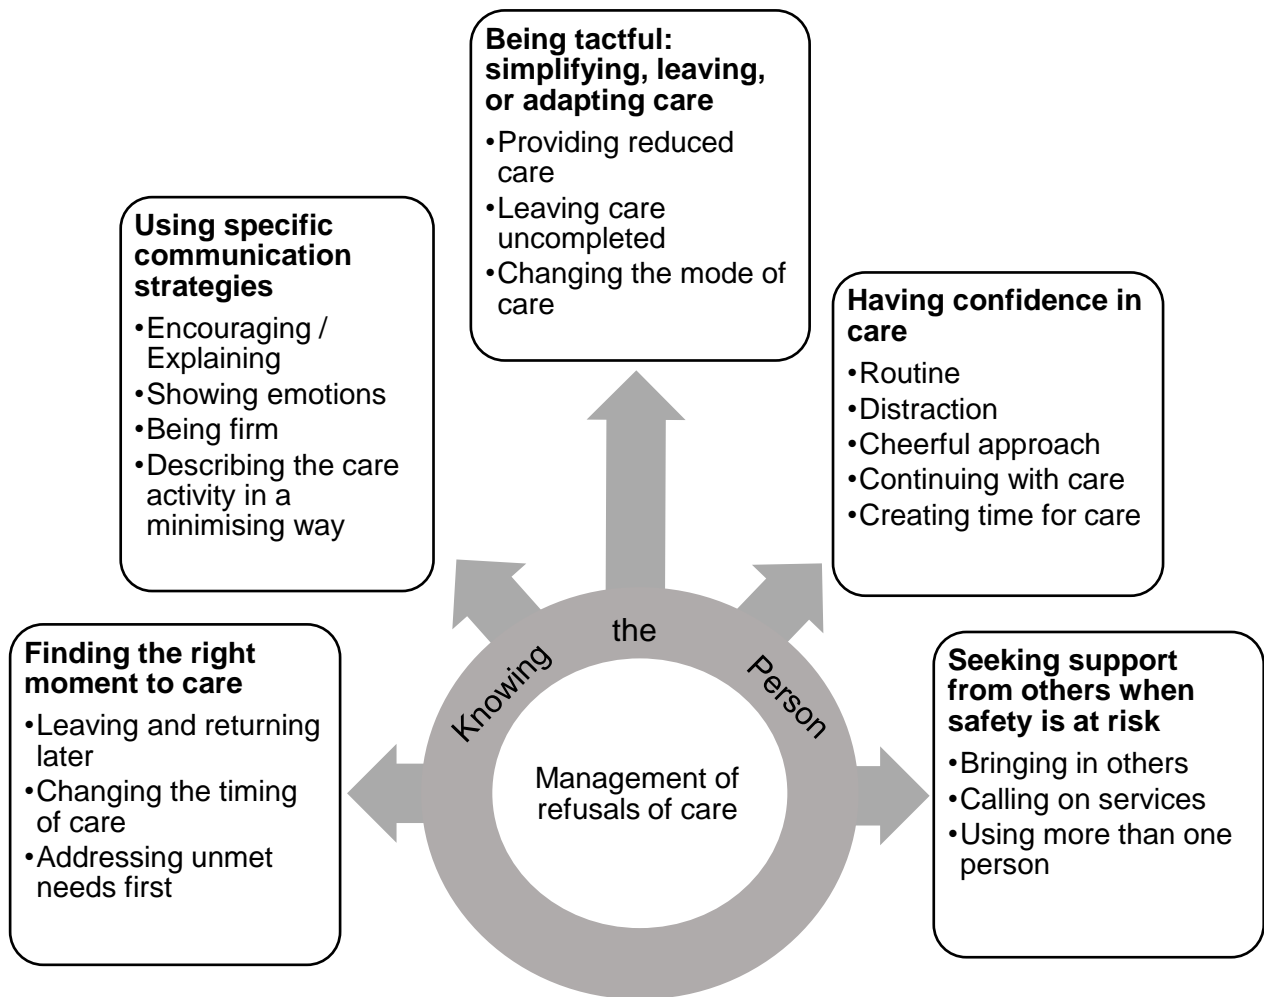 Being tactful:
simplifying, leaving,
or adapting care
•Providing reduced
care
•Leaving care
uncompleted
•Changing the mode of
care
Using specific
communication
strategies
•Encouraging /
Explaining
•Showing emotions
•Being firm
•Describing the care
activity in a
minimising way
Having confidence in
care
•Routine
•Distraction
•Cheerful approach
•Continuing with care
•Creating time for care
Finding the right
moment to care
•Leaving and returning
later
•Changing the timing
of care
•Addressing unmet
needs first
Knowing the Person
Management of
refusals of care
Seeking support
from others when
safety is at risk
•Bringing in others
•Calling on services
•Using more than one
person